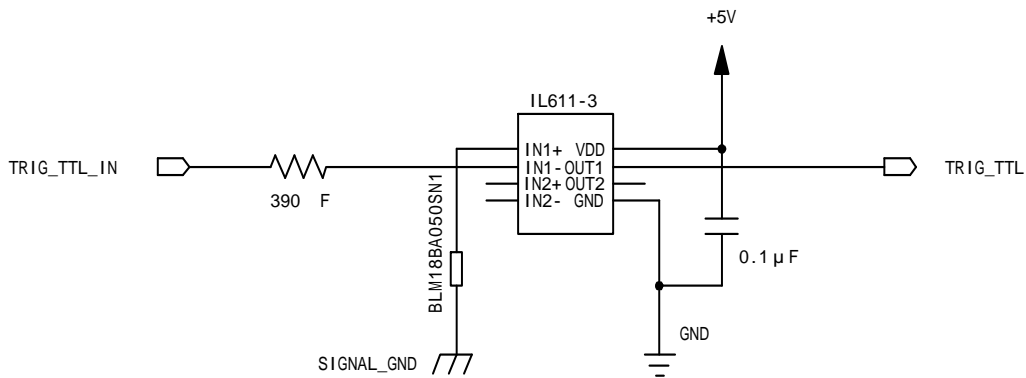 +5V
IL611-3
IN1+ VDD
TRIG_TTL_IN
IN1- OUT1
TRIG_TTL
IN2+ OUT2
390 F
IN2- GND
BLM18BA050SN1
0.1µF
GND
SIGNAL_GND